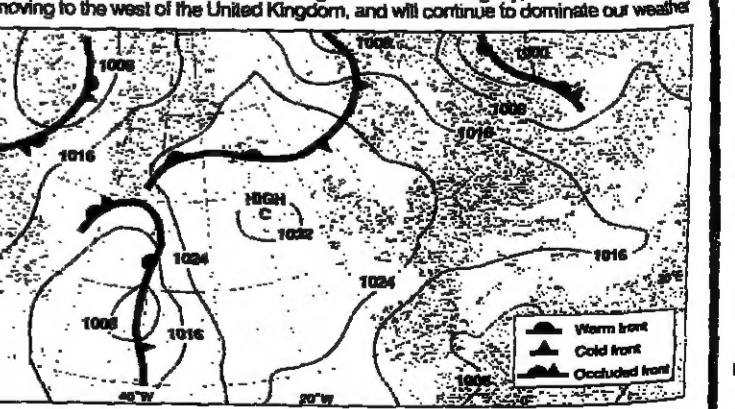 moving to the west of the United Kingdom, and will continue to dominate our weather
1008
1008
1000
1008
1016
1016
HIGH
C
1032
1016
1024
1024
1008
1016
Warm front
Cold front
Occluded front
1008
40°W
20°W